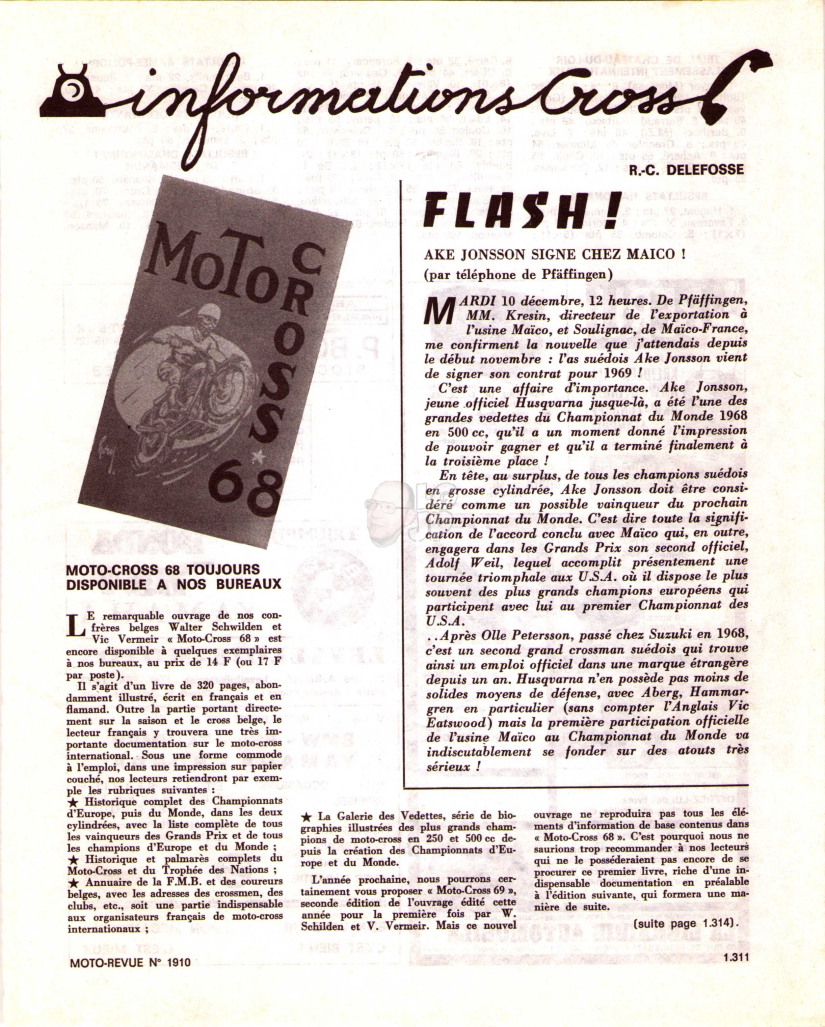 informations Cross
R.-C. DELEFOSSE
MOTO CROSS
68
MOTO-CROSS 68 TOUJOURS
DISPONIBLE A NOS BUREAUX
LE remarquable ouvrage de nos con-
frères belges Walter Schwilden et
Vic Vermeir « Moto-Cross 68 » est
encore disponible à quelques exemplaires
à nos bureaux, au prix de 14 F (ou 17 F
par poste).
Il s'agit d'un livre de 320 pages, abon-
damment illustré, écrit en français et en
flamand. Outre la partie portant directe-
ment sur la saison et le cross belge, le
lecteur français y trouvera une très im-
portante documentation sur le moto-cross
international. Sous une forme commode
à l'emploi, dans une impression sur papier
couché, nos lecteurs retiendront par exem-
ple les rubriques suivantes :
★ Historique complet des Championnats
d'Europe, puis du Monde, dans les deux
cylindrées, avec la liste complète de tous
les vainqueurs des Grands Prix et de tous
les champions d'Europe et du Monde ;
★ Historique et palmarès complets du
Moto-Cross et du Trophée des Nations ;
★ Annuaire de la F.M.B. et des coureurs
belges, avec les adresses des crossmen, des
clubs, etc., soit une partie indispensable
aux organisateurs français de moto-cross
internationaux ;
FLASH !
AKE JONSSON SIGNE CHEZ MAICO !
(par téléphone de Pfäffingen)
MARDI 10 décembre, 12 heures. De Pfäffingen,
MM. Kresin, directeur de l'exportation à
l'usine Maïco, et Soulignac, de Maïco-France,
me confirment la nouvelle que j'attendais depuis
le début novembre : l'as suédois Ake Jonsson vient
de signer son contrat pour 1969 !
C'est une affaire d'importance. Ake Jonsson,
jeune officiel Husqvarna jusque-là, a été l'une des
grandes vedettes du Championnat du Monde 1968
en 500 cc, qu'il a un moment donné l'impression
de pouvoir gagner et qu'il a terminé finalement à
la troisième place !
En tête, au surplus, de tous les champions suédois
en grosse cylindrée, Ake Jonsson doit être consi-
déré comme un possible vainqueur du prochain
Championnat du Monde. C'est dire toute la signifi-
cation de l'accord conclu avec Maïco qui, en outre,
engagera dans les Grands Prix son second officiel,
Adolf Weil, lequel accomplit présentement une
tournée triomphale aux U.S.A. où il dispose le plus
souvent des plus grands champions européens qui
participent avec lui au premier Championnat des
U.S.A.
..Après Olle Petersson, passé chez Suzuki en 1968,
c'est un second grand crossman suédois qui trouve
ainsi un emploi officiel dans une marque étrangère
depuis un an. Husqvarna n'en possède pas moins de
solides moyens de défense, avec Aberg, Hammar-
gren en particulier (sans compter l'Anglais Vic
Eatswood) mais la première participation officielle
de l'usine Maïco au Championnat du Monde va
indiscutablement se fonder sur des atouts très
sérieux !
★ La Galerie des Vedettes, série de bio-
graphies illustrées des plus grands cham-
pions de moto-cross en 250 et 500 cc de-
puis la création des Championnats d'Eu-
rope et du Monde.
L'année prochaine, nous pourrons cer-
tainement vous proposer « Moto-Cross 69 »,
seconde édition de l'ouvrage édité cette
année pour la première fois par W.
Schilden et V. Vermeir. Mais ce nouvel
ouvrage ne reproduira pas tous les élé-
ments d'information de base contenus dans
« Moto-Cross 68 ». C'est pourquoi nous ne
saurions trop recommander à nos lecteurs
qui ne le posséderaient pas encore de se
procurer ce premier livre, riche d'une in-
dispensable documentation en préalable
à l'édition suivante, qui formera une ma-
nière de suite.
(suite page 1.314).
MOTO-REVUE N° 1910
1.311